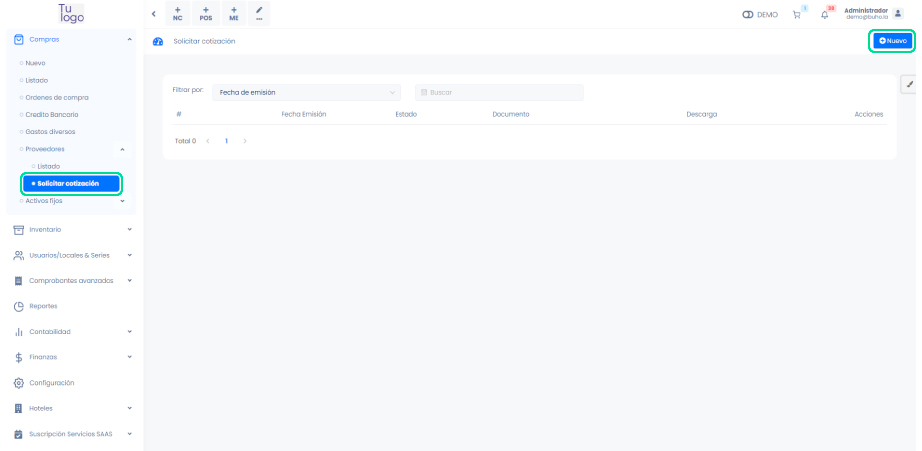 Tu
logo
NC
POS
ME
DEMO
1
36
Administrador
demo@buho.la
Compras
Solicitar cotización
Nuevo
Nuevo
Listado
Ordenes de compra
Credito Bancario
Gastos diversos
Proveedores
Listado
Solicitar cotización
Activos fijos
Inventario
Usuarios/Locales & Series
Comprobantes avanzados
Reportes
Contabilidad
Finanzas
Configuración
Hoteles
Suscripción Servicios SAAS
Filtrar por:
Fecha de emisión
Buscar
# Fecha Emisión Estado Documento Descarga Acciones
Total 0 < 1 >